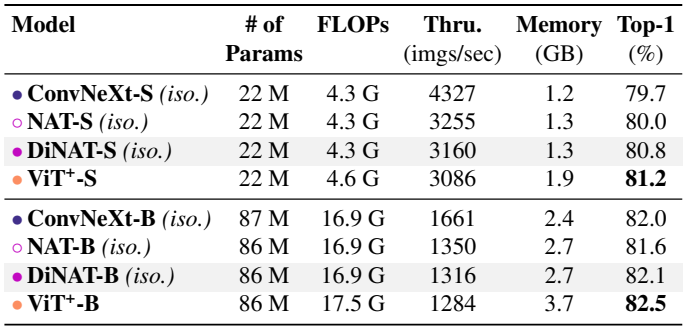 Model # of FLOPs Thru. Memory Top-1
Params (imgs/sec) (GB) (%)
ConvNeXt-S (iso.) 22 M 4.3 G 4327 1.2 79.7
NAT-S (iso.) 22 M 4.3 G 3255 1.3 80.0
DiNAT-S (iso.) 22 M 4.3 G 3160 1.3 80.8
ViT⁺-S 22 M 4.6 G 3086 1.9 81.2
ConvNeXt-B (iso.) 87 M 16.9 G 1661 2.4 82.0
NAT-B (iso.) 86 M 16.9 G 1350 2.7 81.6
DiNAT-B (iso.) 86 M 16.9 G 1316 2.7 82.1
ViT⁺-B 86 M 17.5 G 1284 3.7 82.5